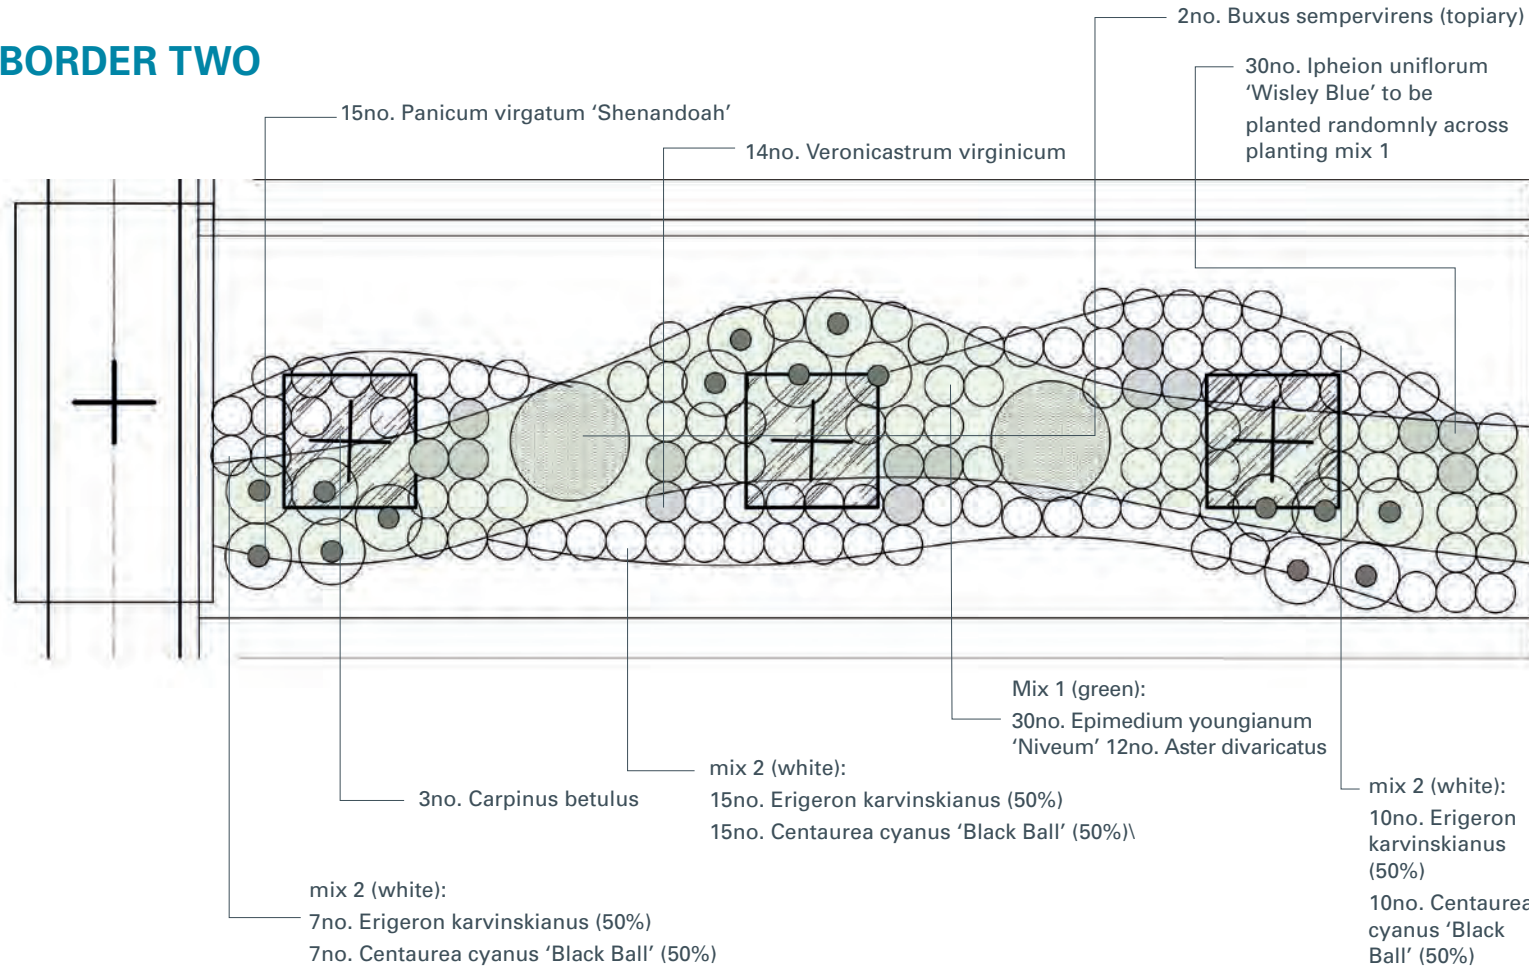 2no. Buxus sempervirens (topiary)
BORDER TWO
30no. Ipheion uniflorum
‘Wisley Blue’ to be
planted randomnly across
planting mix 1
15no. Panicum virgatum ‘Shenandoah’
14no. Veronicastrum virginicum
Mix 1 (green):
30no. Epimedium youngianum
‘Niveum’ 12no. Aster divaricatus
mix 2 (white):
15no. Erigeron karvinskianus (50%)
15no. Centaurea cyanus ‘Black Ball’ (50%)\
3no. Carpinus betulus
mix 2 (white):
10no. Erigeron
karvinskianus
(50%)
10no. Centaurea
cyanus ‘Black
Ball’ (50%)
mix 2 (white):
7no. Erigeron karvinskianus (50%)
7no. Centaurea cyanus ‘Black Ball’ (50%)